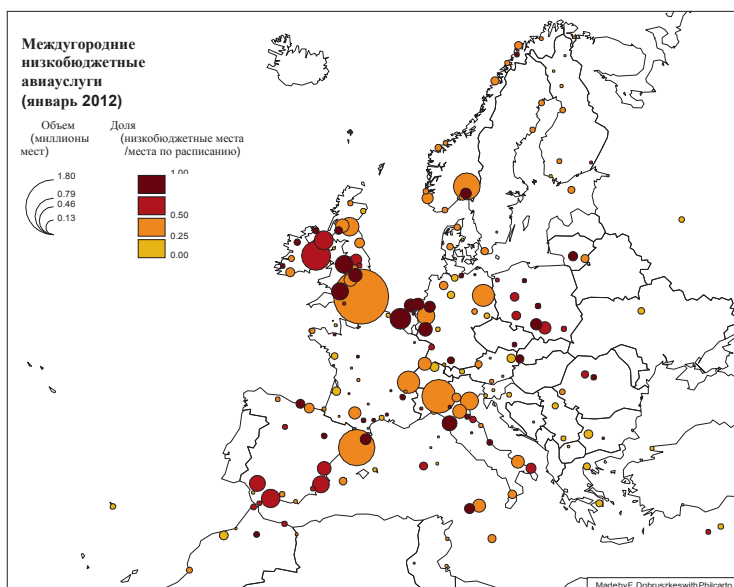 Междугородние
низкобюджетные
авиауслуги
(январь 2012)
Объем
(миллионы
мест)
1.80
0.79
0.46
0.13
Доля
(низкобюджетные места
/места по расписанию)
1.00
0.50
0.25
0.00
MadebyF.DobruszkeswithPhilcarto